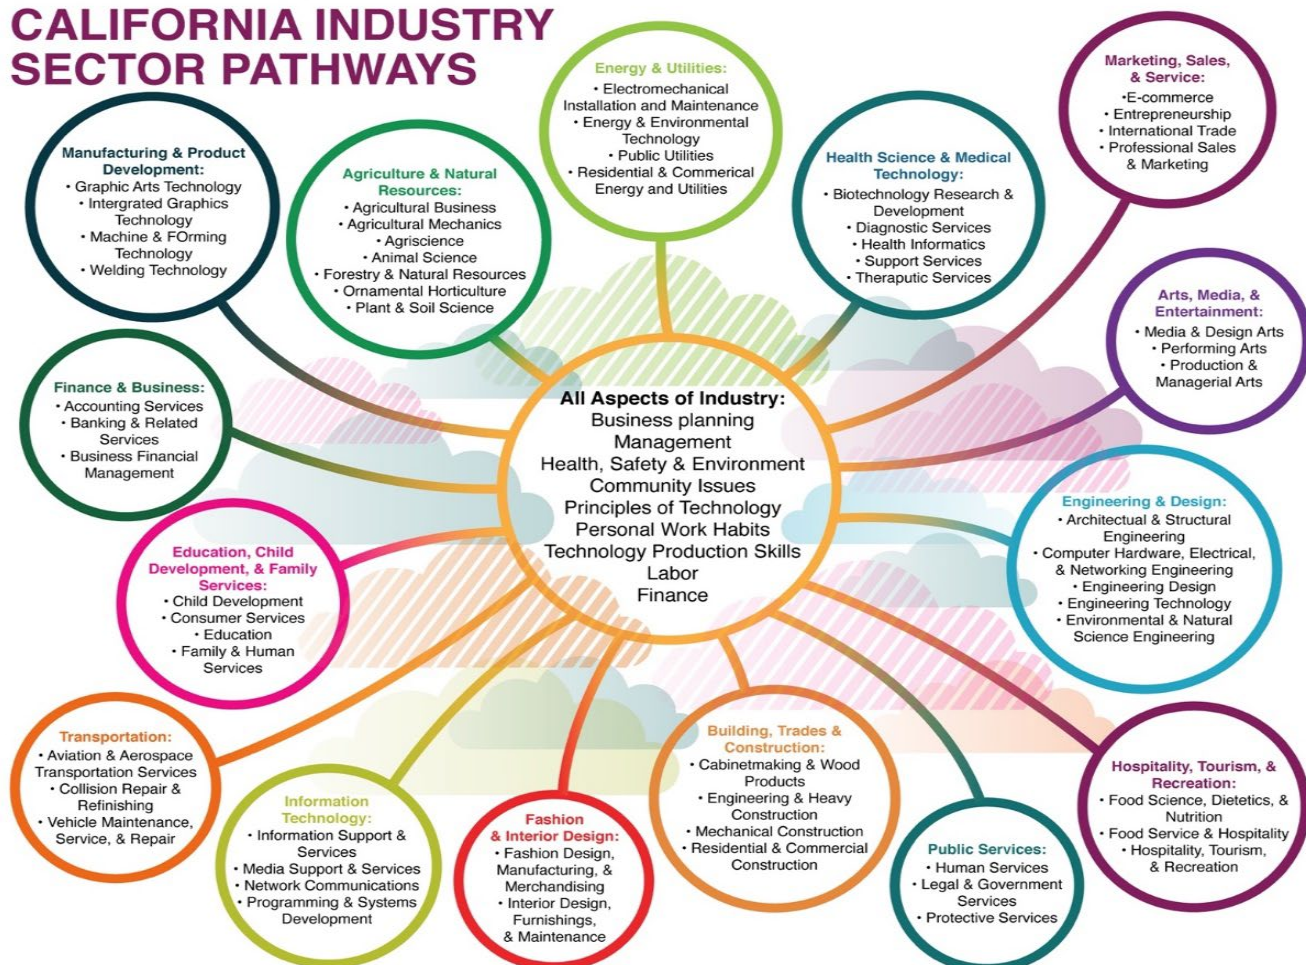 CALIFORNIA INDUSTRY
SECTOR PATHWAYS
Manufacturing & Product
Development:
• Graphic Arts Technology
• Intergrated Graphics
Technology
• Machine & FOrming
Technology
• Welding Technology
Agriculture & Natural
Resources:
• Agricultural Business
• Agricultural Mechanics
• Agriscience
• Animal Science
• Forestry & Natural Resources
• Ornamental Horticulture
• Plant & Soil Science
Energy & Utilities:
• Electromechanical
Installation and Maintenance
• Energy & Environmental
Technology
• Public Utilities
• Residential & Commerical
Energy and Utilities
Health Science & Medical
Technology:
• Biotechnology Research &
Development
• Diagnostic Services
• Health Informatics
• Support Services
• Theraputic Services
Marketing, Sales,
& Service:
•E-commerce
• Entrepreneurship
• International Trade
• Professional Sales
& Marketing
Arts, Media, &
Entertainment:
• Media & Design Arts
• Performing Arts
• Production &
Managerial Arts
Finance & Business:
• Accounting Services
• Banking & Related
Services
• Business Financial
Management
All Aspects of Industry:
Business planning
Management
Health, Safety & Environment
Community Issues
Principles of Technology
Personal Work Habits
Technology Production Skills
Labor
Finance
Engineering & Design:
• Architectual & Structural
Engineering
• Computer Hardware, Electrical,
& Networking Engineering
• Engineering Design
• Engineering Technology
• Environmental & Natural
Science Engineering
Education, Child
Development, & Family
Services:
• Child Development
• Consumer Services
• Education
• Family & Human
Services
Transportation:
• Aviation & Aerospace
Transportation Services
• Collision Repair &
Refinishing
• Vehicle Maintenance,
Service, & Repair
Information
Technology:
• Information Support &
Services
• Media Support & Services
• Network Communications
• Programming & Systems
Development
Fashion
& Interior Design:
• Fashion Design,
Manufacturing, &
Merchandising
• Interior Design,
Furnishings,
& Maintenance
Building, Trades &
Construction:
• Cabinetmaking & Wood
Products
• Engineering & Heavy
Construction
• Mechanical Construction
• Residential & Commercial
Construction
Public Services:
• Human Services
• Legal & Government
Services
• Protective Services
Hospitality, Tourism, &
Recreation:
• Food Science, Dietetics, &
Nutrition
• Food Service & Hospitality
• Hospitality, Tourism,
& Recreation